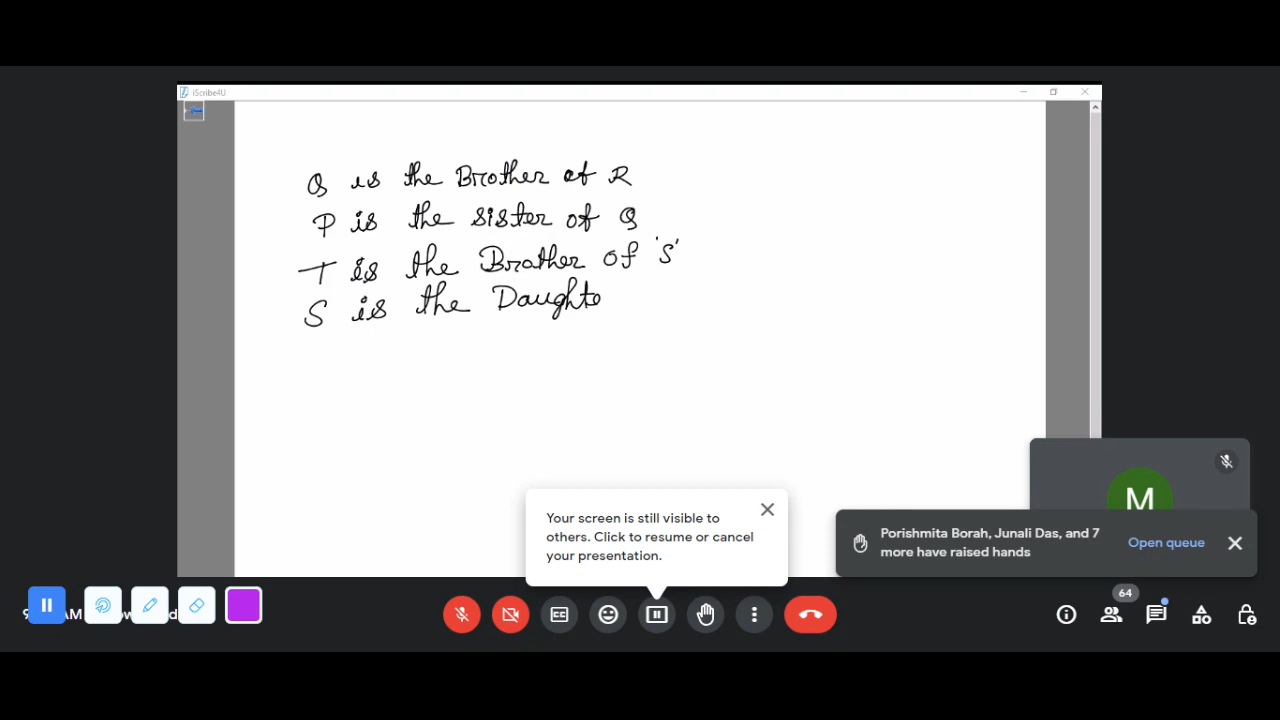 iScribe4U
Q is the Brother of R
P is the sister of Q
T is the Brother of 'S'
S is the Daughte
Your screen is still visible to
others. Click to resume or cancel
your presentation.
M
Porishmita Borah, Junali Das, and 7
more have raised hands
Open queue
64
9
AM